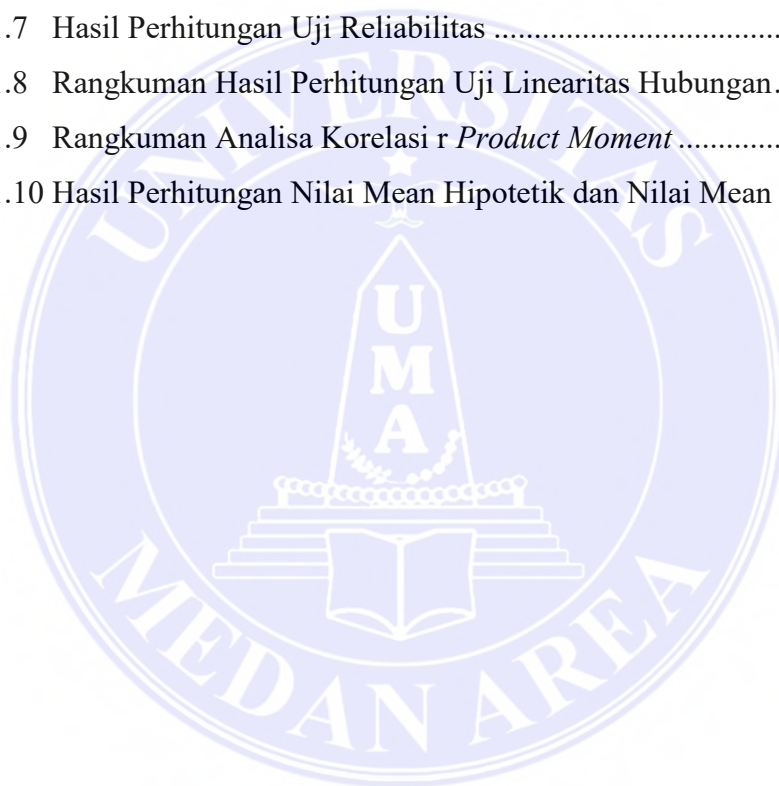 .7 Hasil Perhitungan Uji Reliabilitas ....................................
.8 Rangkuman Hasil Perhitungan Uji Linearitas Hubungan.
.9 Rangkuman Analisa Korelasi r Product Moment .............
.10 Hasil Perhitungan Nilai Mean Hipotetik dan Nilai Mean
UNIVERSITAS
U
M
A
MEDAN AREA